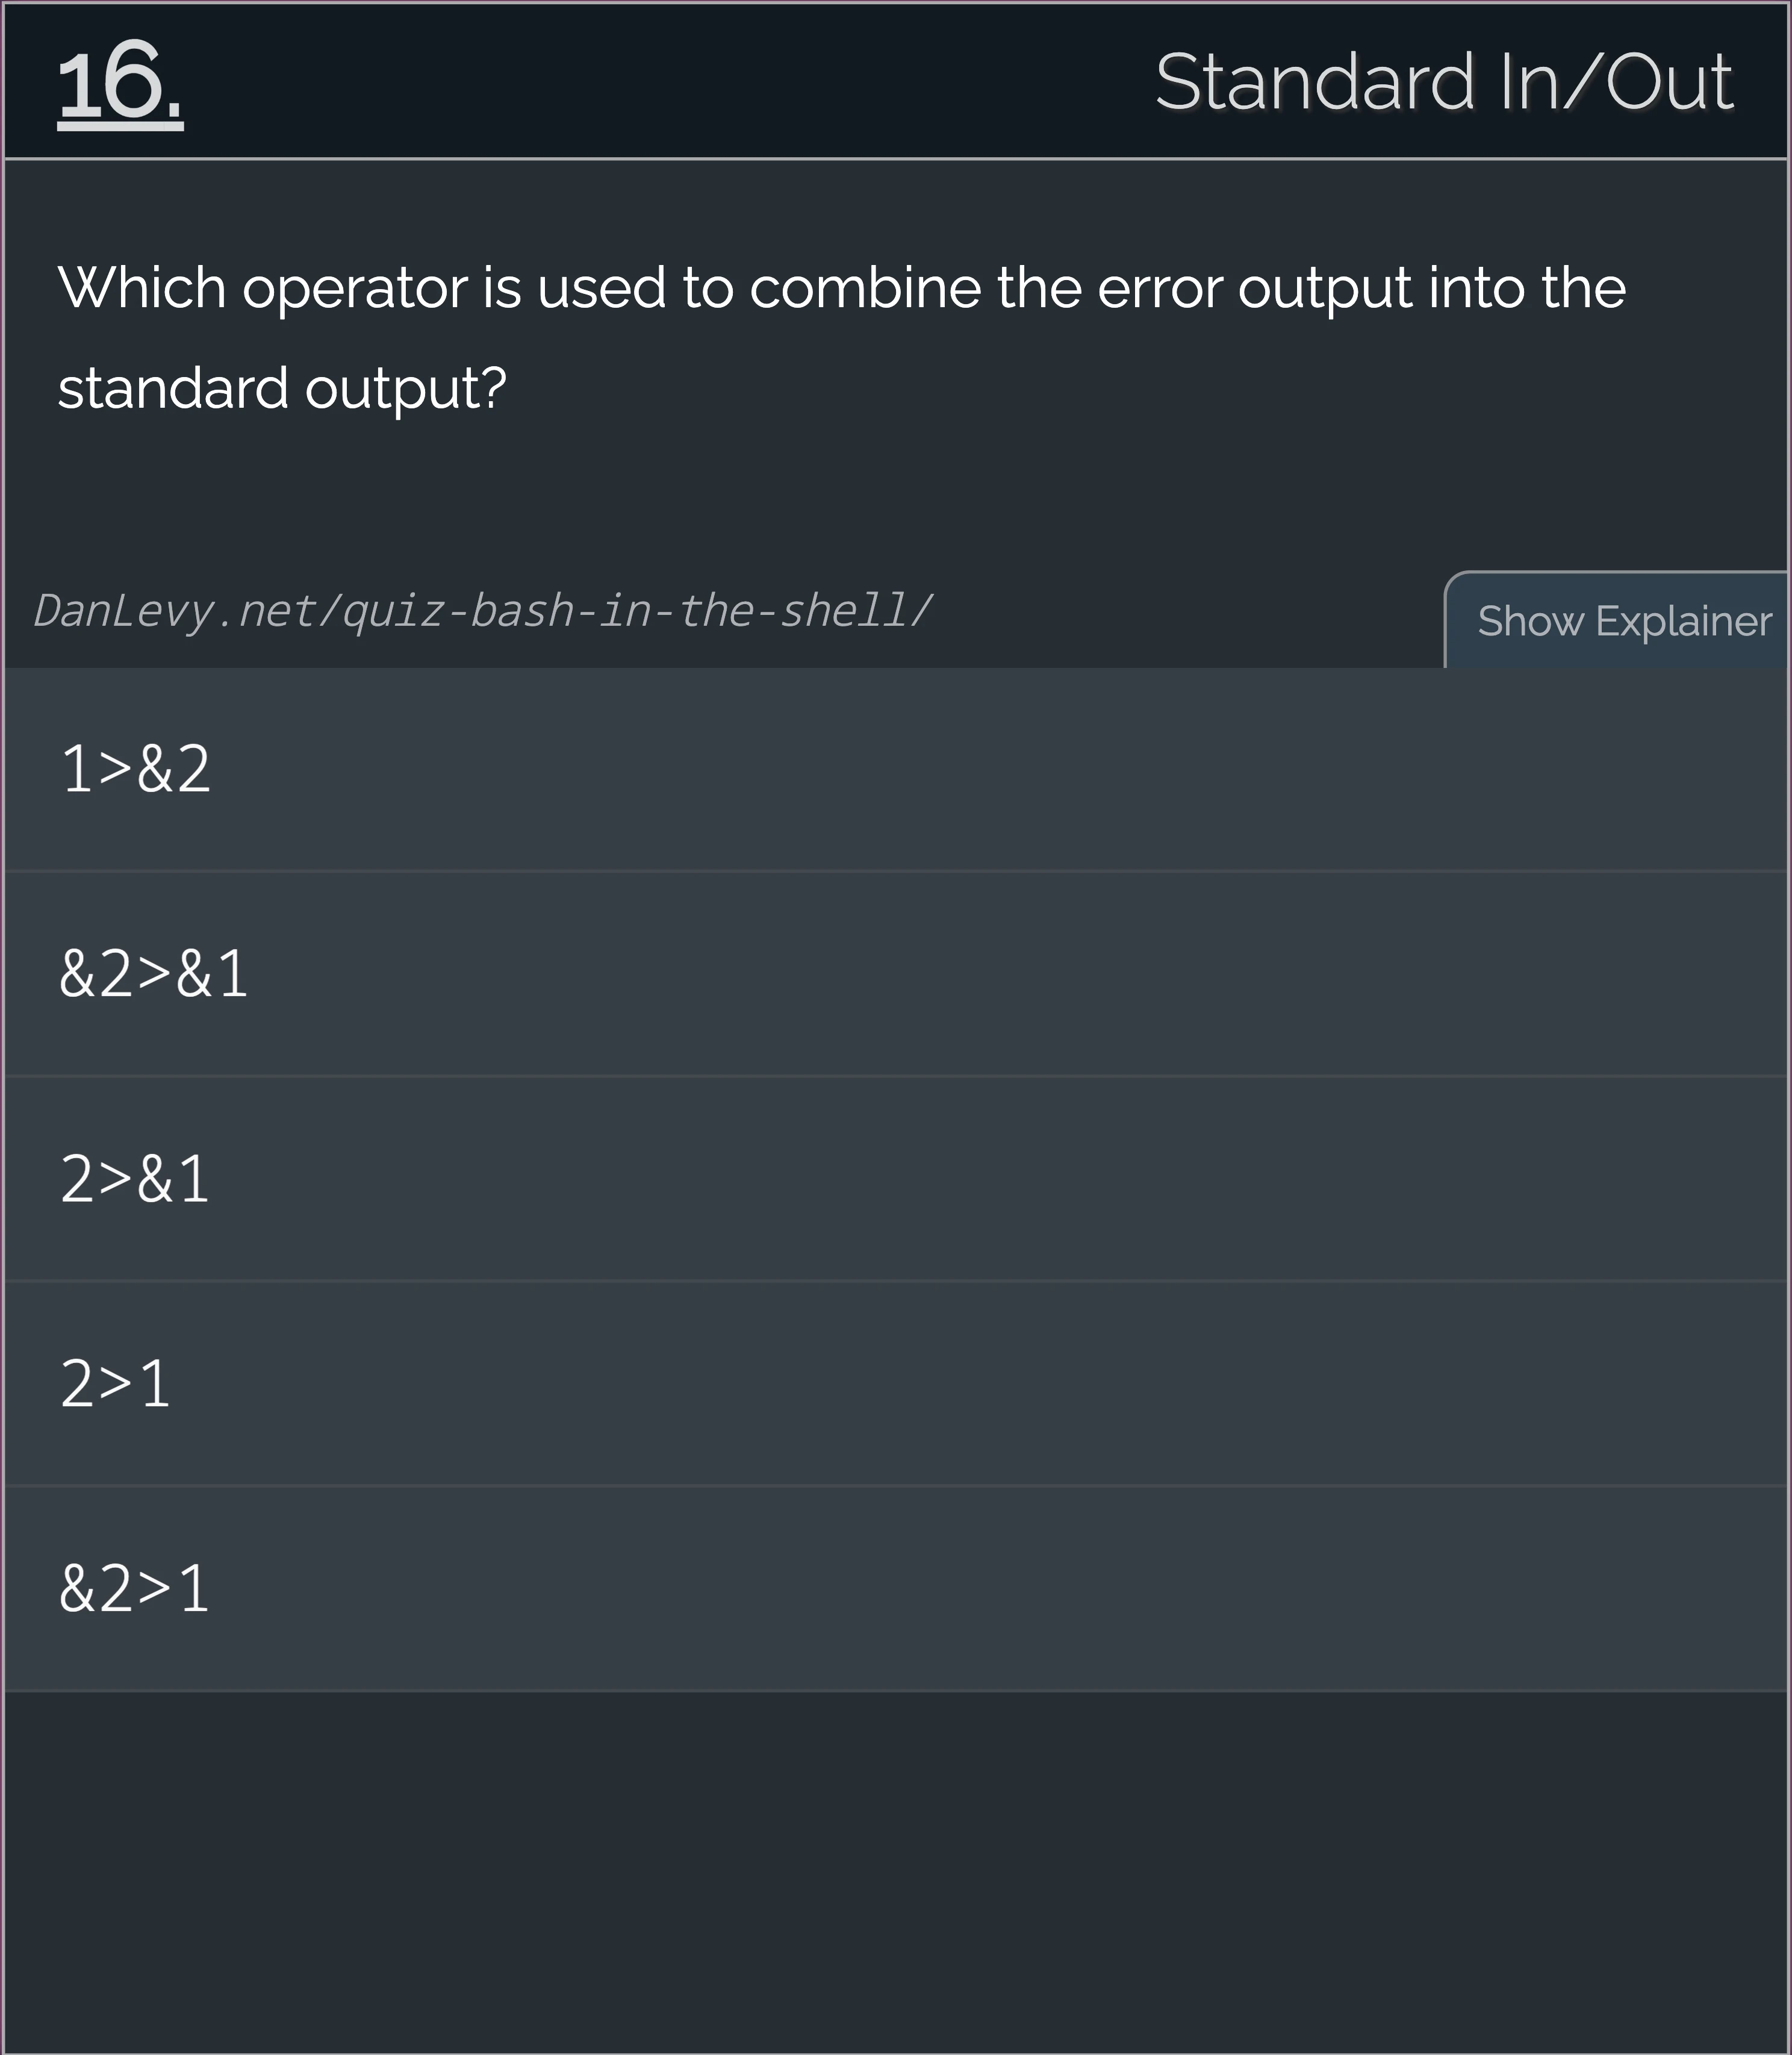 16.
Standard In/Out
Which operator is used to combine the error output into the
standard output?
DanLevy.net/quiz-bash-in-the-shell/
Show Explainer
1>&2
&2>&1
2>&1
2>1
&2>1